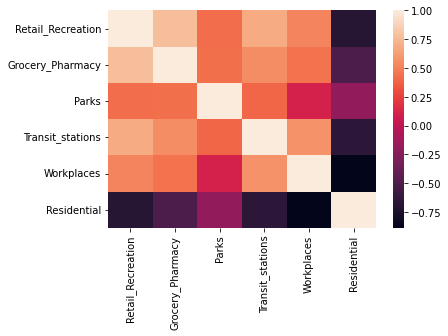 Retail_Recreation
Grocery_Pharmacy
Parks
Transit_stations
Workplaces
Residential
Retail_Recreation
Grocery_Pharmacy
Parks
Transit_stations
Workplaces
Residential
1.00
0.75
0.50
0.25
0.00
−0.25
−0.50
−0.75